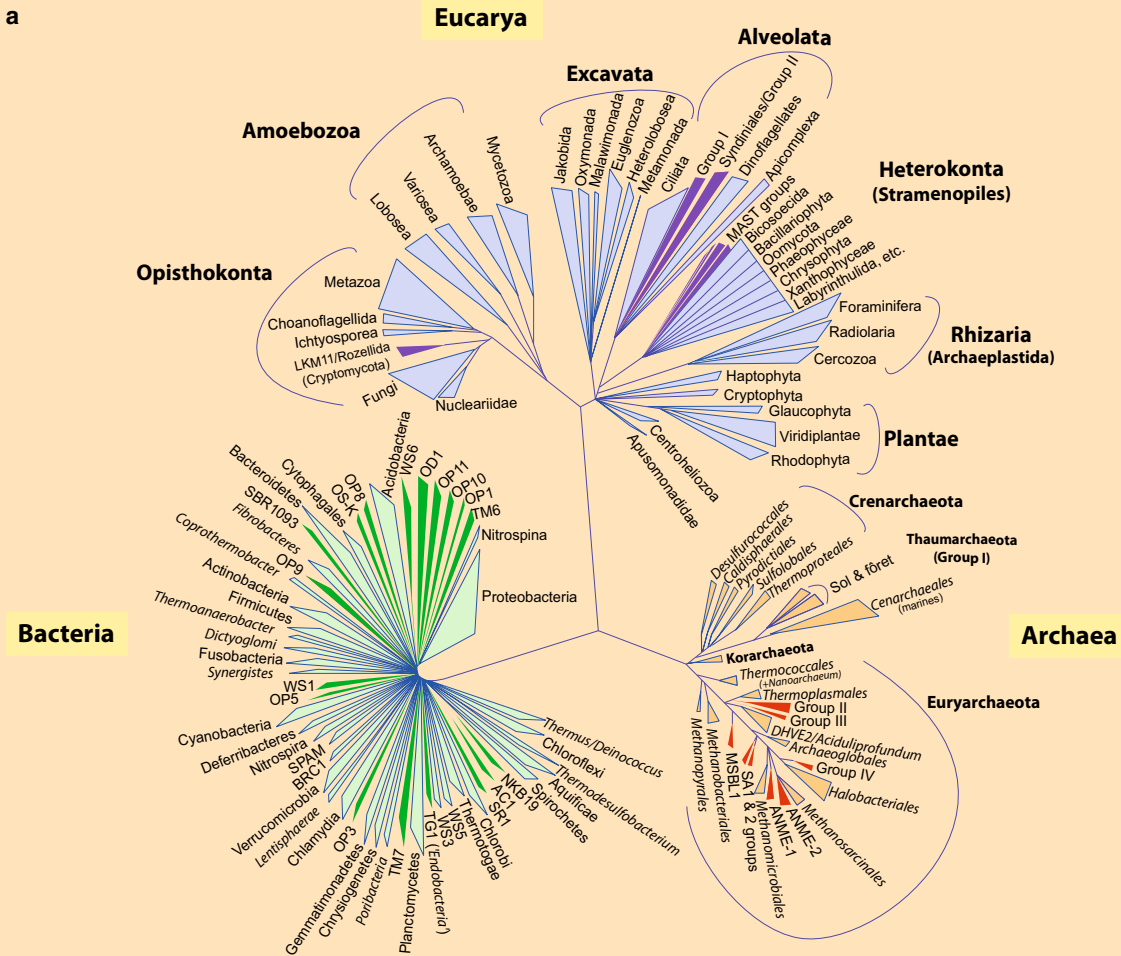 a
Eucarya
Alveolata
Excavata
Amoebozoa
Heterokonta
(Stramenopiles)
Opisthokonta
Rhizaria
(Archaeplastida)
Plantae
Metazoa
Choanoflagellida
Ichtyosporea
LKM11/Rozellida
(Cryptomycota)
Fungi
Nucleariidae
Lobosea
Variosea
Archamoebae
Mycetozoa
Jakobida
Oxymonada
Malawimonada
Euglenozoa
Heterolobosea
Metamonada
Ciliata
Group I
Syndiniales/Group II
Dinoflagellates
Apicomplexa
MAST groups
Bicosoecida
Bacillariophyta
Oomycota
Phaeophyceae
Chrysophyta
Xanthophyceae
Labyrinthulida, etc.
Foraminifera
Radiolaria
Cercozoa
Haptophyta
Cryptophyta
Glaucophyta
Viridiplantae
Rhodophyta
Centroheliozoa
Apusomonadidae
Bacteria
Bacteroidetes
Cytophagales
OP8
OS-K
Acidobacteria
WS6
OD1
OP11
OP10
OP1
TM6
Nitrospina
Proteobacteria
SBR1093
Fibrobacteres
Coprothermobacter
OP9
Actinobacteria
Firmicutes
Thermoanaerobacter
Dictyoglomi
Fusobacteria
Synergistes
WS1
OP5
Cyanobacteria
Deferribacteres
Nitrospira
SPAM
BRC1
Verrucomicrobia
Lentisphaerae
Chlamydia
OP3
Gemmatimonadetes
Chrysiogenetes
Poribacteria
TM7
Planctomycetes
TG1 ('Endobacteria')
WS3
WS5
Thermotogae
Chlorobi
SR1
AC1
NKB19
Spirochetes
Aquificae
Thermodesulfobacterium
Chloroflexi
Thermus/Deinococcus
Archaea
Crenarchaeota
Thaumarchaeota
(Group I)
Desulfurococcales
Caldisphaerales
Pyrodictiales
Sulfolobales
Thermoproteales
Sol & fôret
Cenarchaeales
(marines)
Korarchaeota
Euryarchaeota
Thermococcales
(+Nanoarchaeum)
Thermoplasmales
Group II
Group III
DHVE2/Aciduliprofundum
Archaeoglobales
Group IV
Halobacteriales
Methanosarcinales
ANME-2
ANME-1
Methanomicrobiales
SA1 & 2 groups
MSBL1
Methanobacteriales
Methanopyrales